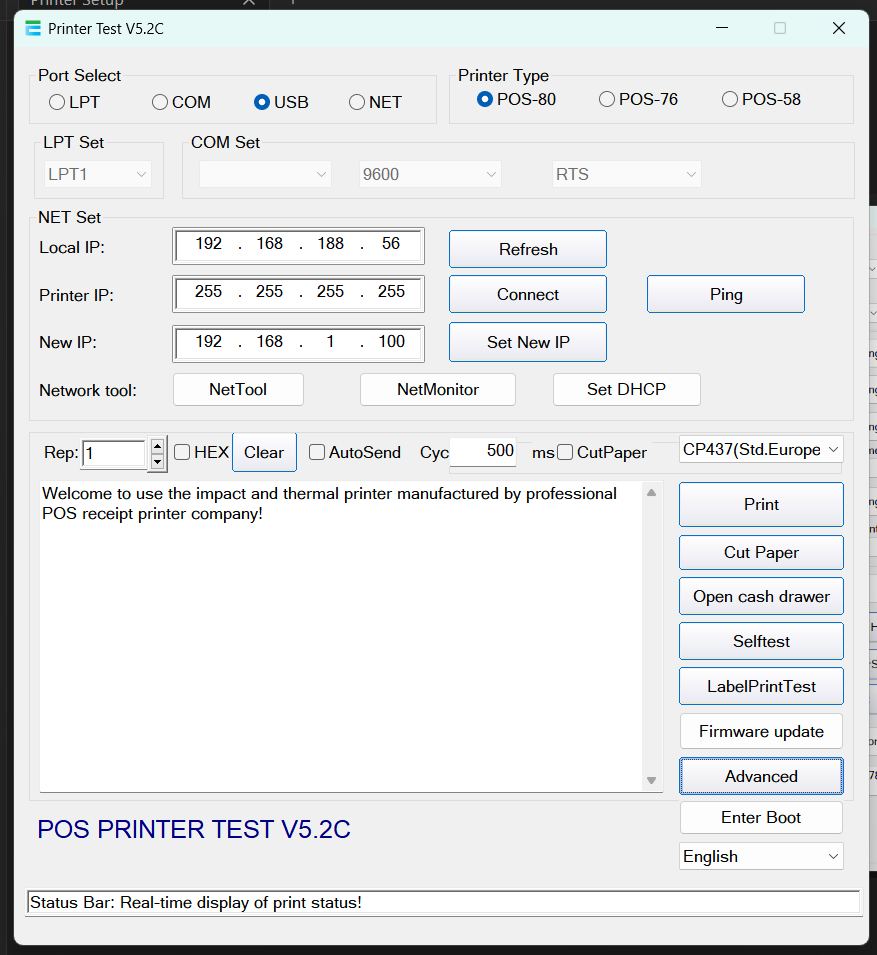 Printer Setup
Printer Test V5.2C
Port Select
LPT COM USB NET
Printer Type
POS-80 POS-76 POS-58
LPT Set
LPT1
COM Set
9600 RTS
NET Set
Local IP: 192 . 168 . 188 . 56 Refresh
Printer IP: 255 . 255 . 255 . 255 Connect Ping
New IP: 192 . 168 . 1 . 100 Set New IP
Network tool: NetTool NetMonitor Set DHCP
Rep: 1 HEX Clear AutoSend Cyc 500 ms CutPaper CP437(Std.Europe
Welcome to use the impact and thermal printer manufactured by professional
POS receipt printer company!
Print
Cut Paper
Open cash drawer
Selftest
LabelPrintTest
Firmware update
Advanced
Enter Boot
English
POS PRINTER TEST V5.2C
Status Bar: Real-time display of print status!